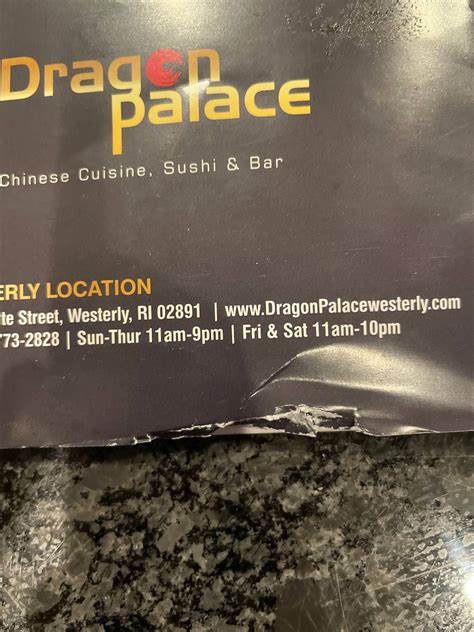 Dragon
Palace
Chinese Cuisine, Sushi & Bar
ERLY LOCATION
te Street, Westerly, RI 02891 | www.DragonPalacewesterly.com
773-2828 | Sun-Thur 11am-9pm | Fri & Sat 11am-10pm